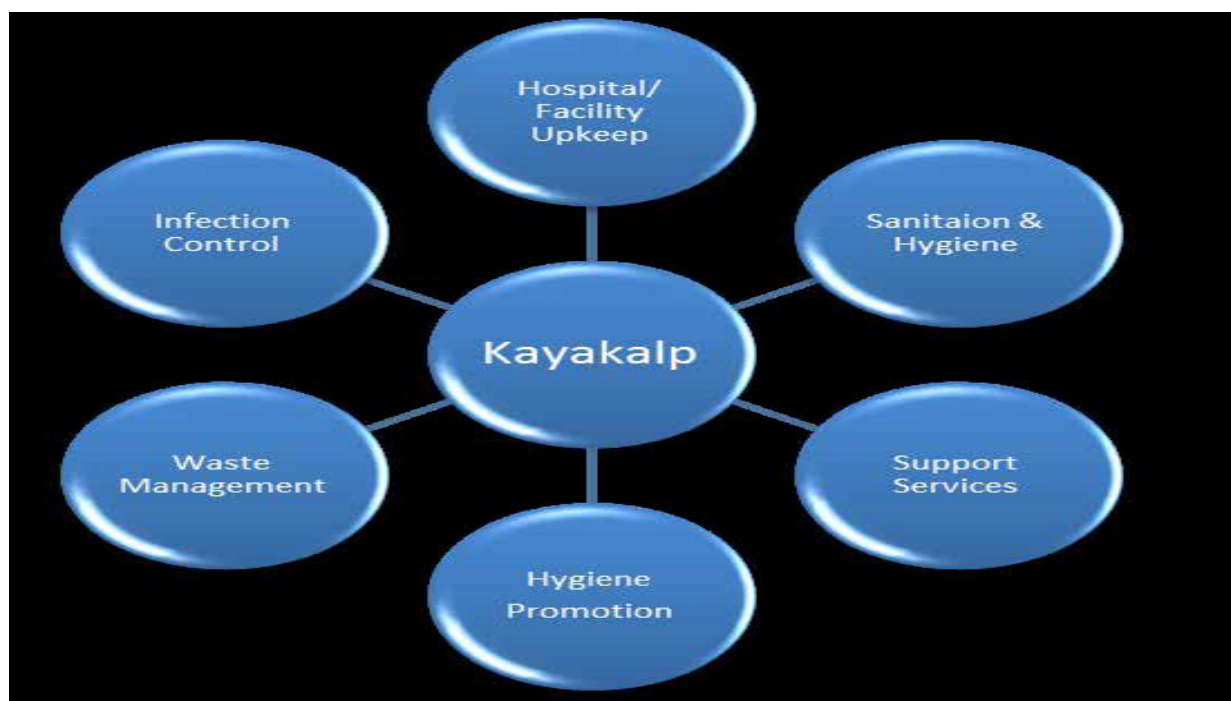 Hospital/
Facility
Upkeep
Infection
Control
Sanitaion &
Hygiene
Kayakalp
Waste
Management
Support
Services
Hygiene
Promotion